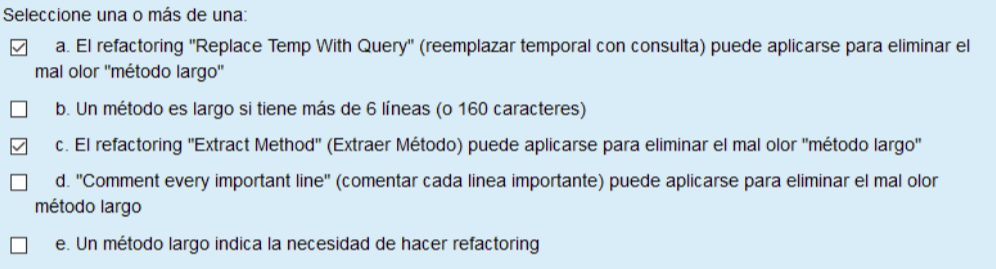 Seleccione una o más de una:
a. El refactoring "Replace Temp With Query" (reemplazar temporal con consulta) puede aplicarse para eliminar el
mal olor "método largo"
b. Un método es largo si tiene más de 6 líneas (o 160 caracteres)
c. El refactoring "Extract Method" (Extraer Método) puede aplicarse para eliminar el mal olor "método largo"
d. "Comment every important line" (comentar cada linea importante) puede aplicarse para eliminar el mal olor
método largo
e. Un método largo indica la necesidad de hacer refactoring